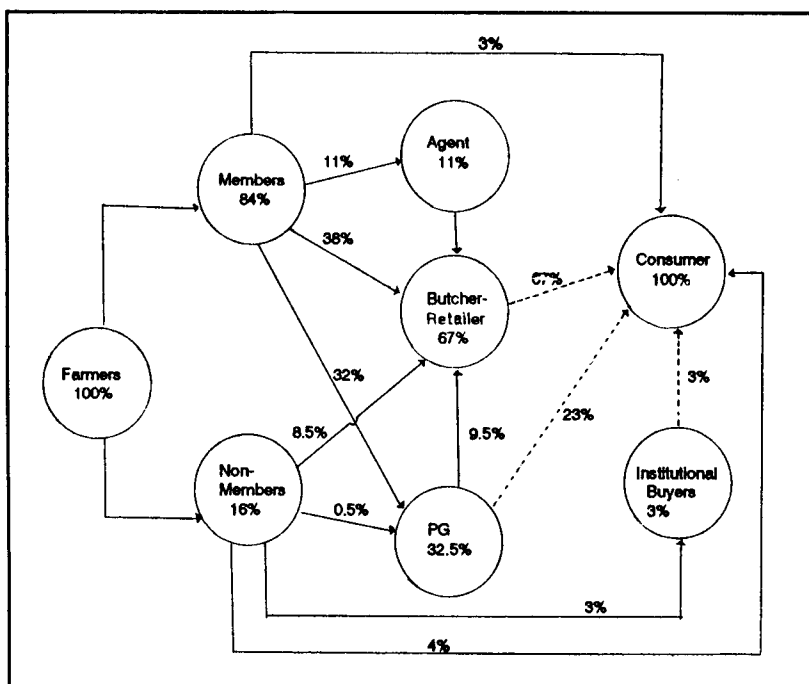 3%
Agent
11%
11%
Members
84%
38%
Consumer
100%
67%
Butcher-
Retailer
67%
Farmers
100%
32%
3%
8.5%
9.5%
23%
Non-
Members
16%
0.5%
Institutional
Buyers
3%
PG
32.5%
3%
4%